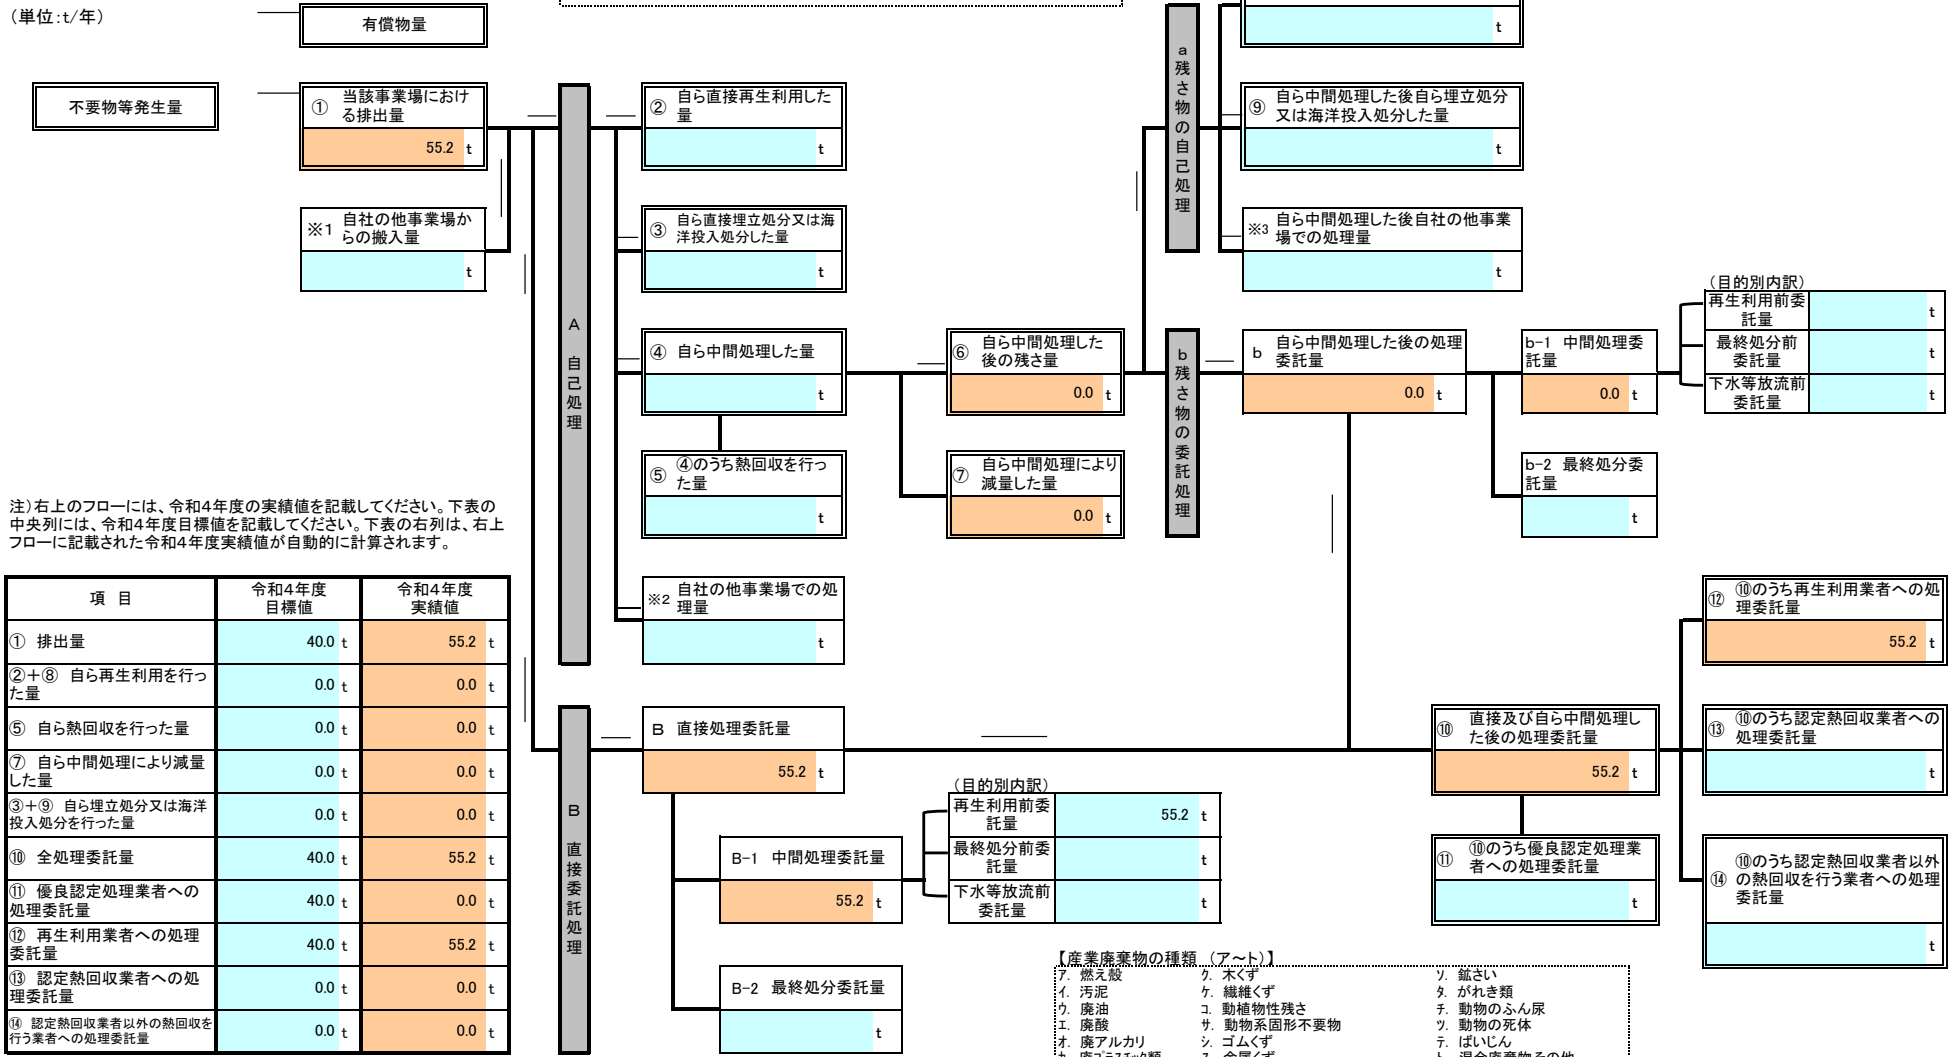 (単位:t/年)
有償物量
t
不要物等発生量
① 当該事業場におけ
る排出量
55.2 t
※1 自社の他事業場か
らの搬入量
t
A 自己処理
② 自ら直接再生利用した
量
t
③ 自ら直接埋立処分又は海
洋投入処分した量
t
④ 自ら中間処理した量
t
⑤ ④のうち熱回収を行っ
た量
t
※2 自社の他事業場での処
理量
t
⑥ 自ら中間処理した
後の残さ量
0.0 t
⑦ 自ら中間処理により
減量した量
0.0 t
a 残さ物の自己処理
⑨ 自ら中間処理した後自ら埋立処分
又は海洋投入処分した量
t
※3 自ら中間処理した後自社の他事業
場での処理量
t
b 残さ物の委託処理
b 自ら中間処理した後の処理
委託量
0.0 t
b-1 中間処理委
託量
0.0 t
b-2 最終処分委
託量
t
(目的別内訳)
再生利用前委
託量
t
最終処分前
委託量
t
下水等放流前
委託量
t
注)右上のフローには、令和4年度の実績値を記載してください。下表の
中央列には、令和4年度目標値を記載してください。下表の右列は、右上
フローに記載された令和4年度実績値が自動的に計算されます。
項 目 令和4年度
目標値 令和4年度
実績値
① 排出量 40.0 t 55.2 t
②+⑧ 自ら再生利用を行っ
た量 0.0 t 0.0 t
⑤ 自ら熱回収を行った量 0.0 t 0.0 t
⑦ 自ら中間処理により減量
した量 0.0 t 0.0 t
③+⑨ 自ら埋立処分又は海洋
投入処分を行った量 0.0 t 0.0 t
⑩ 全処理委託量 40.0 t 55.2 t
⑪ 優良認定処理業者への
処理委託量 40.0 t 0.0 t
⑫ 再生利用業者への処理
委託量 40.0 t 55.2 t
⑬ 認定熱回収業者への処
理委託量 0.0 t 0.0 t
⑭ 認定熱回収業者以外の熱回収を
行う業者への処理委託量 0.0 t 0.0 t
B 直接委託処理
B 直接処理委託量
55.2 t
B-1 中間処理委託量
55.2 t
B-2 最終処分委託量
t
(目的別内訳)
再生利用前委
託量
55.2 t
最終処分前委
託量
t
下水等放流前
委託量
t
⑩ 直接及び自ら中間処理し
た後の処理委託量
55.2 t
⑪ ⑩のうち優良認定処理業
者への処理委託量
t
⑫ ⑩のうち再生利用業者への処
理委託量
55.2 t
⑬ ⑩のうち認定熱回収業者への
処理委託量
t
⑭ ⑩のうち認定熱回収業者以外
の熱回収を行う業者への処理
委託量
t
【産業廃棄物の種類 (ア~ト)】
ア. 燃え殻 ク. 木くず ソ. 鉱さい
イ. 汚泥 ケ. 繊維くず タ. がれき類
ウ. 廃油 コ. 動植物性残さ チ. 動物のふん尿
エ. 廃酸 サ. 動物系固形不要物 ツ. 動物の死体
オ. 廃アルカリ シ. ゴムくず テ. ばいじん
カ. 廃プラスチック類 ス. 金属くず ト. 混合廃棄物その他